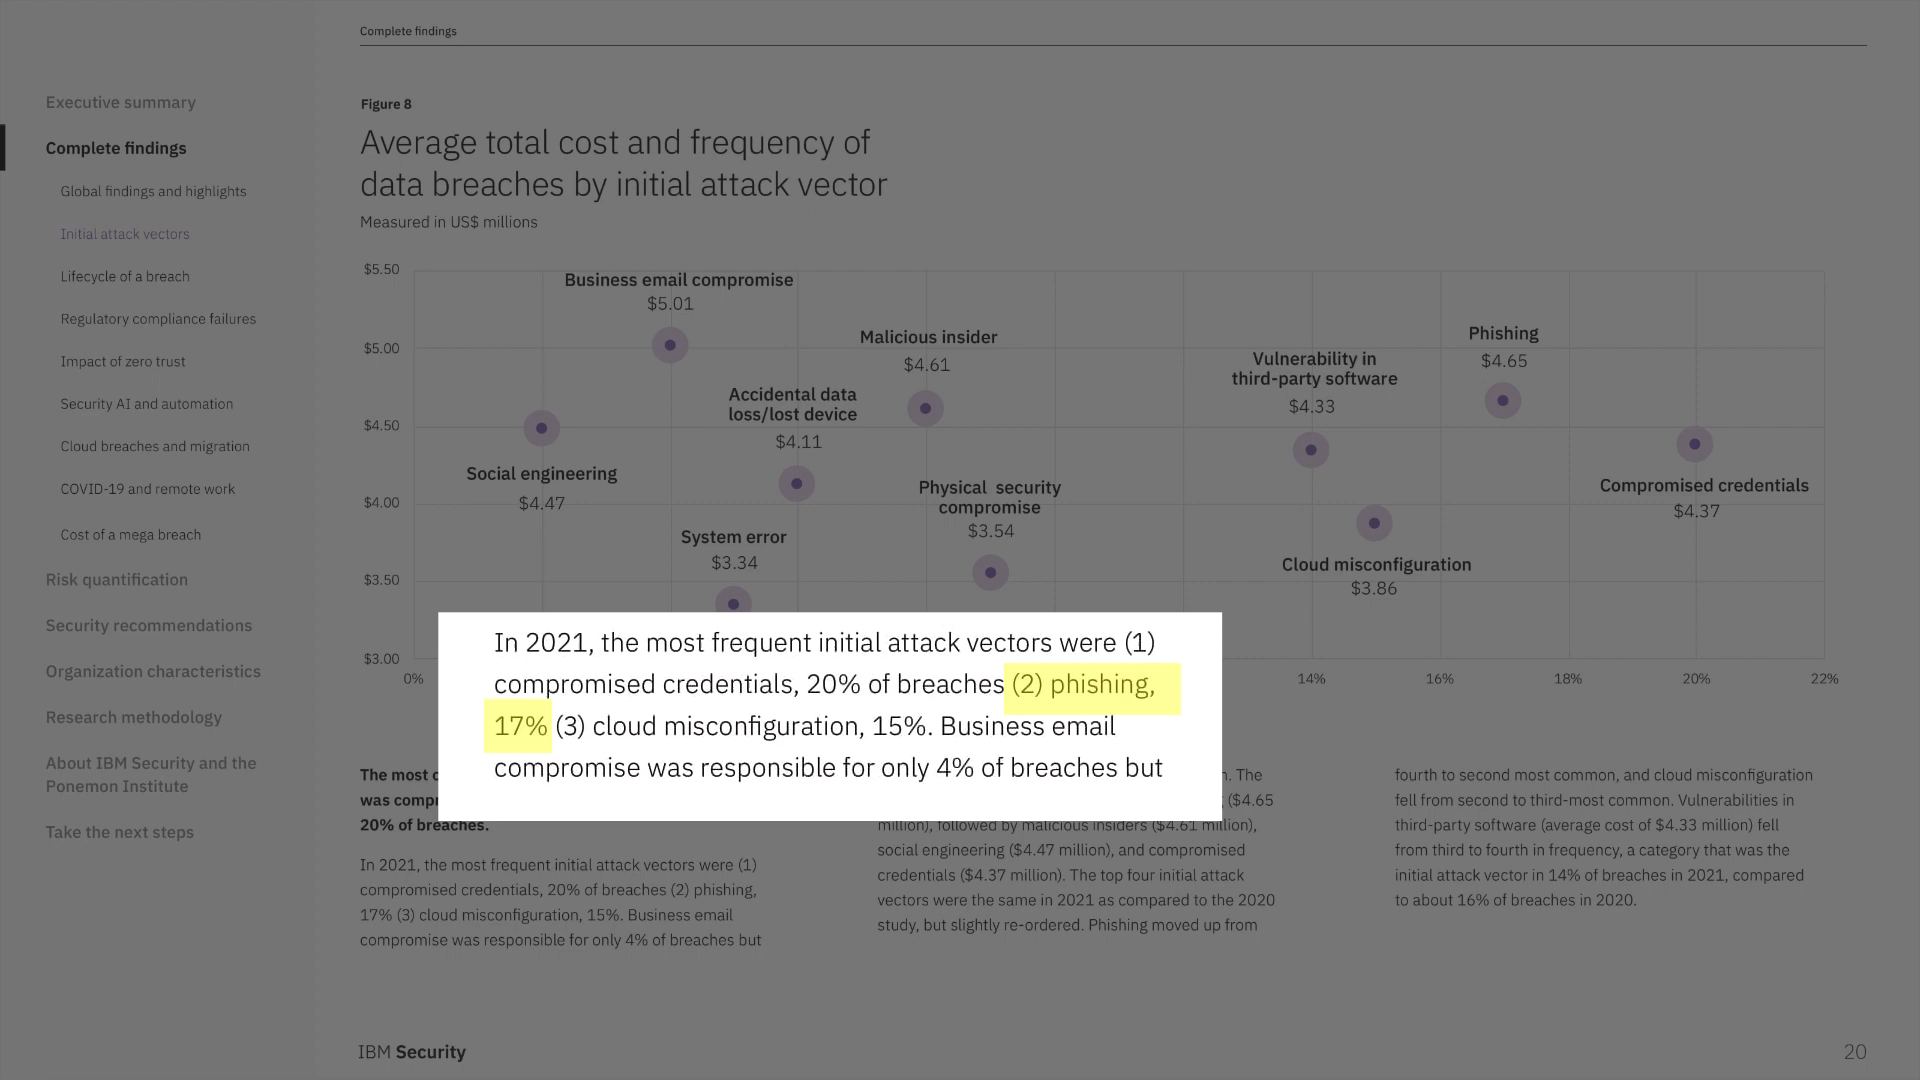 Complete findings
Executive summary
Complete findings
Global findings and highlights
Initial attack vectors
Lifecycle of a breach
Regulatory compliance failures
Impact of zero trust
Security AI and automation
Cloud breaches and migration
COVID-19 and remote work
Cost of a mega breach
Risk quantification
Security recommendations
Organization characteristics
Research methodology
About IBM Security and the
Ponemon Institute
Take the next steps
Figure 8
Average total cost and frequency of
data breaches by initial attack vector
Measured in US$ millions
$5.50
$5.00
$4.50
$4.00
$3.50
$3.00
Business email compromise
$5.01
Malicious insider
$4.61
Phishing
$4.65
Vulnerability in
third-party software
$4.33
Accidental data
loss/lost device
$4.11
Social engineering
$4.47
Physical security
compromise
$3.54
Compromised credentials
$4.37
System error
$3.34
Cloud misconfiguration
$3.86
0%
14%
16%
18%
20%
22%
In 2021, the most frequent initial attack vectors were (1)
compromised credentials, 20% of breaches (2) phishing,
17% (3) cloud misconfiguration, 15%. Business email
compromise was responsible for only 4% of breaches but
The most
was
20% of breaches.
In 2021, the most frequent initial attack vectors were (1)
compromised credentials, 20% of breaches (2) phishing,
17% (3) cloud misconfiguration, 15%. Business email
compromise was responsible for only 4% of breaches but
The
($4.65
million), followed by malicious insiders ($4.61 million),
social engineering ($4.47 million), and compromised
credentials ($4.37 million). The top four initial attack
vectors were the same in 2021 as compared to the 2020
study, but slightly re-ordered. Phishing moved up from
fourth to second most common, and cloud misconfiguration
fell from second to third-most common. Vulnerabilities in
third-party software (average cost of $4.33 million) fell
from third to fourth in frequency, a category that was the
initial attack vector in 14% of breaches in 2021, compared
to about 16% of breaches in 2020.
IBM Security
20